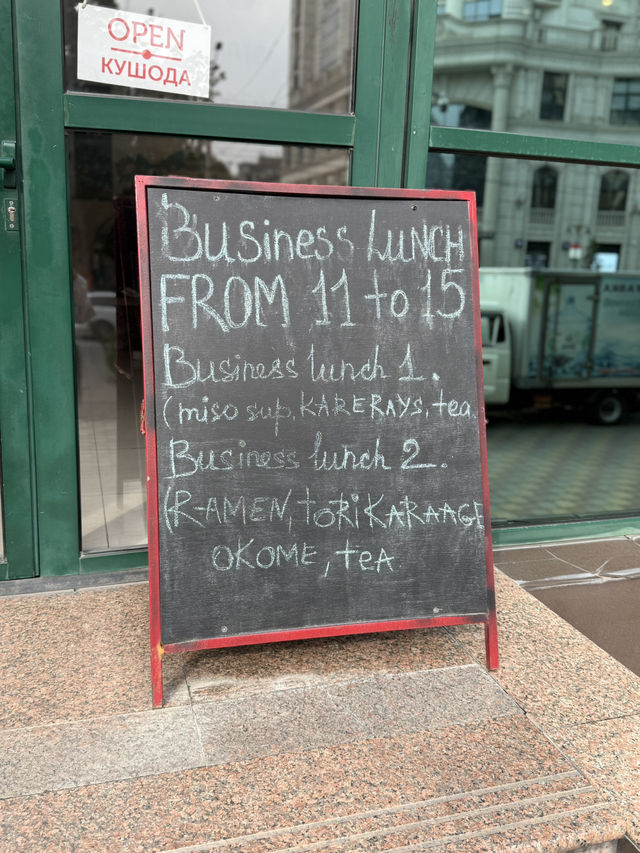 OPEN
КУШОДА
Business LUNCH
FROM 11 to 15
Business lunch 1.
(miso sup, KARERAYS, tea,
Business lunch 2.
(RAMEN, TORI KARAAGE
OKOME, tea